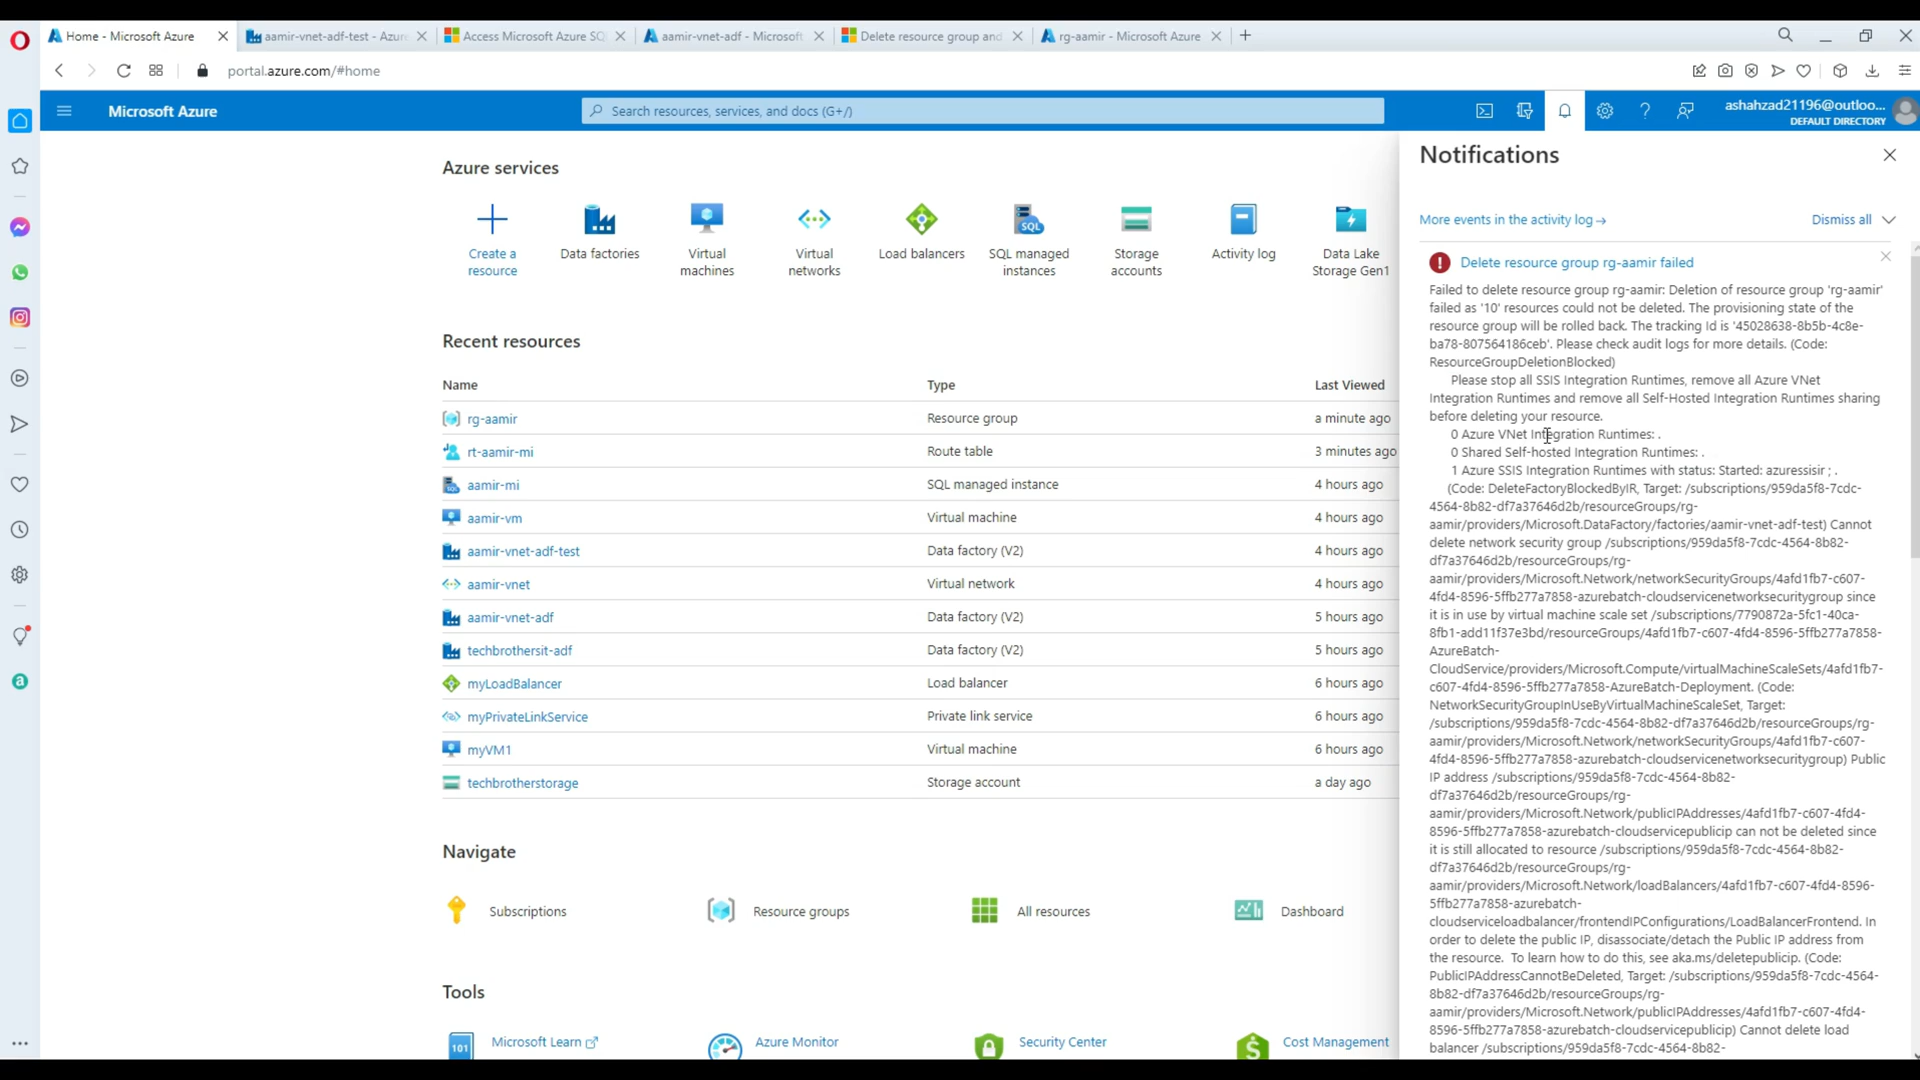 Home - Microsoft Azure
aamir-vnet-adf-test - Azure
Access Microsoft Azure SQ
aamir-vnet-adf - Microsoft
Delete resource group and
rg-aamir - Microsoft Azure
portal.azure.com/#home
Microsoft Azure
Search resources, services, and docs (G+/)
ashahzad21196@outloo...
DEFAULT DIRECTORY
Azure services
Create a
resource
Data factories
Virtual
machines
Virtual
networks
Load balancers
SQL managed
instances
Storage
accounts
Activity log
Data Lake
Storage Gen1
Recent resources
Name Type Last Viewed
rg-aamir Resource group a minute ago
rt-aamir-mi Route table 3 minutes ago
aamir-mi SQL managed instance 4 hours ago
aamir-vm Virtual machine 4 hours ago
aamir-vnet-adf-test Data factory (V2) 4 hours ago
aamir-vnet Virtual network 4 hours ago
aamir-vnet-adf Data factory (V2) 5 hours ago
techbrothersit-adf Data factory (V2) 5 hours ago
myLoadBalancer Load balancer 6 hours ago
myPrivateLinkService Private link service 6 hours ago
myVM1 Virtual machine 6 hours ago
techbrotherstorage Storage account a day ago
Navigate
Subscriptions Resource groups All resources Dashboard
Tools
Microsoft Learn Azure Monitor Security Center Cost Management
Notifications
More events in the activity log →
Dismiss all
Delete resource group rg-aamir failed
Failed to delete resource group rg-aamir: Deletion of resource group 'rg-aamir'
failed as '10' resources could not be deleted. The provisioning state of the
resource group will be rolled back. The tracking Id is '45028638-8b5b-4c8e-
ba78-807564186ceb'. Please check audit logs for more details. (Code:
ResourceGroupDeletionBlocked)
Please stop all SSIS Integration Runtimes, remove all Azure VNet
Integration Runtimes and remove all Self-Hosted Integration Runtimes sharing
before deleting your resource.
0 Azure VNet Integration Runtimes: .
0 Shared Self-hosted Integration Runtimes: .
1 Azure SSIS Integration Runtimes with status: Started: azuressisir ; .
(Code: DeleteFactoryBlockedByIR, Target: /subscriptions/959da5f8-7cdc-
4564-8b82-df7a37646d2b/resourceGroups/rg-
aamir/providers/Microsoft.DataFactory/factories/aamir-vnet-adf-test) Cannot
delete network security group /subscriptions/959da5f8-7cdc-4564-8b82-
df7a37646d2b/resourceGroups/rg-
aamir/providers/Microsoft.Network/networkSecurityGroups/4afd1fb7-c607-
4fd4-8596-5ffb277a7858-azurebatch-cloudservicenetworksecuritygroup since
it is in use by virtual machine scale set /subscriptions/7790872a-5fc1-40ca-
8fb1-add11f37e3bd/resourceGroups/4afd1fb7-c607-4fd4-8596-5ffb277a7858-
AzureBatch-
CloudService/providers/Microsoft.Compute/virtualMachineScaleSets/4afd1fb7-
c607-4fd4-8596-5ffb277a7858-AzureBatch-Deployment. (Code:
NetworkSecurityGroupInUseByVirtualMachineScaleSet, Target:
/subscriptions/959da5f8-7cdc-4564-8b82-df7a37646d2b/resourceGroups/rg-
aamir/providers/Microsoft.Network/networkSecurityGroups/4afd1fb7-c607-
4fd4-8596-5ffb277a7858-azurebatch-cloudservicenetworksecuritygroup) Public
IP address /subscriptions/959da5f8-7cdc-4564-8b82-
df7a37646d2b/resourceGroups/rg-
aamir/providers/Microsoft.Network/publicIPAddresses/4afd1fb7-c607-4fd4-
8596-5ffb277a7858-azurebatch-cloudservicepublicip can not be deleted since
it is still allocated to resource /subscriptions/959da5f8-7cdc-4564-8b82-
df7a37646d2b/resourceGroups/rg-
aamir/providers/Microsoft.Network/loadBalancers/4afd1fb7-c607-4fd4-8596-
5ffb277a7858-azurebatch-
cloudserviceloadbalancer/frontendIPConfigurations/LoadBalancerFrontend. In
order to delete the public IP, disassociate/detach the Public IP address from
the resource. To learn how to do this, see aka.ms/deletepublicip. (Code:
PublicIPAddressCannotBeDeleted, Target: /subscriptions/959da5f8-7cdc-4564-
8b82-df7a37646d2b/resourceGroups/rg-
aamir/providers/Microsoft.Network/publicIPAddresses/4afd1fb7-c607-4fd4-
8596-5ffb277a7858-azurebatch-cloudservicepublicip) Cannot delete load
balancer /subscriptions/959da5f8-7cdc-4564-8b82-